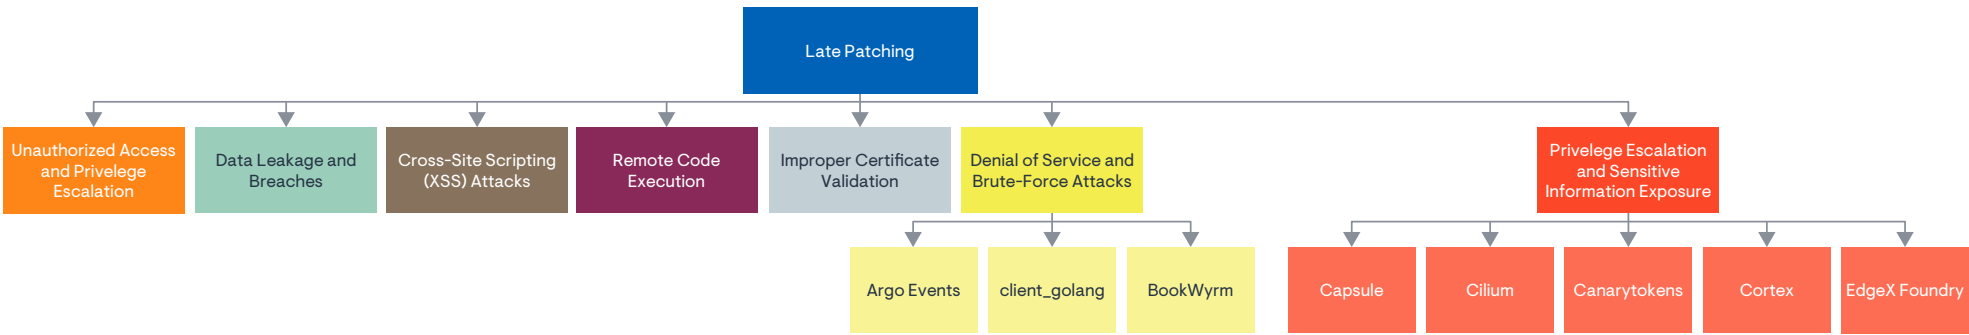 Late Patching
Unauthorized Access
and Privelege
Escalation
Data Leakage and
Breaches
Cross-Site Scripting
(XSS) Attacks
Remote Code
Execution
Improper Certificate
Validation
Denial of Service and
Brute-Force Attacks
Privelege Escalation
and Sensitive
Information Exposure
Argo Events
client_golang
BookWyrm
Capsule
Cilium
Canarytokens
Cortex
EdgeX Foundry